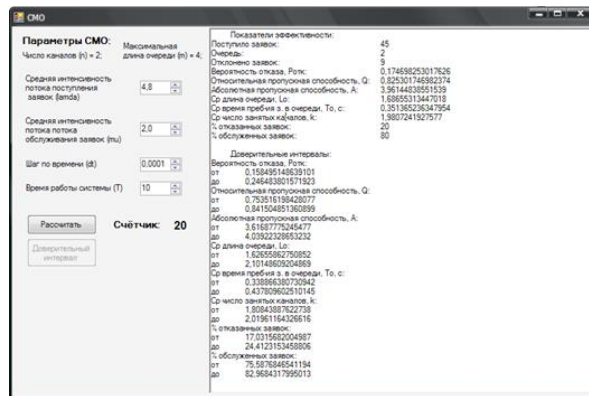 СМО
Параметры СМО:
Число каналов (n) = 2;
Максимальная
длина очереди (m) = 4;
Средняя интенсивность
потока поступления
заявок (lamda)
4,8
Средняя интенсивность
потока потока
обслуживания заявок (mu)
2,0
Шаг по времени (dt)
0,0001
Время работы системы (T)
10
Рассчитать
Счётчик: 20
Доверительный
интервал
Показатели эффективности:
Поступило заявок: 45
Очередь: 2
Отклонено заявок: 9
Вероятность отказа, Ротк: 0,174698253017626
Относительная пропускная способность, Q: 0,825301746982374
Абсолютная пропускная способность, A: 3,96144838551539
Ср длина очереди, Lo: 1,68655313447018
Ср время преб-ия з. в очереди, To, с: 0,351365236347954
Ср число занятых каналов, k: 1,9807241927577
% отказанных заявок: 20
% обслуженных заявок: 80
Доверительные интервалы:
Вероятность отказа, Ротк:
от 0,158495148639101
до 0,246483801571923
Относительная пропускная способность, Q:
от 0,753516198428077
до 0,841504851360899
Абсолютная пропускная способность, A:
от 3,61687775245477
до 4,03922328653232
Ср длина очереди, Lo:
от 1,62655862750852
до 2,10148609204869
Ср время преб-ия з. в очереди, To, с:
от 0,338866380730942
до 0,437809602510145
Ср число занятых каналов, k:
от 1,80843887622738
до 2,01961164326616
% отказанных заявок:
от 17,0315682004987
до 24,4123153458806
% обслуженных заявок:
от 75,5876846541194
до 82,9684317995013